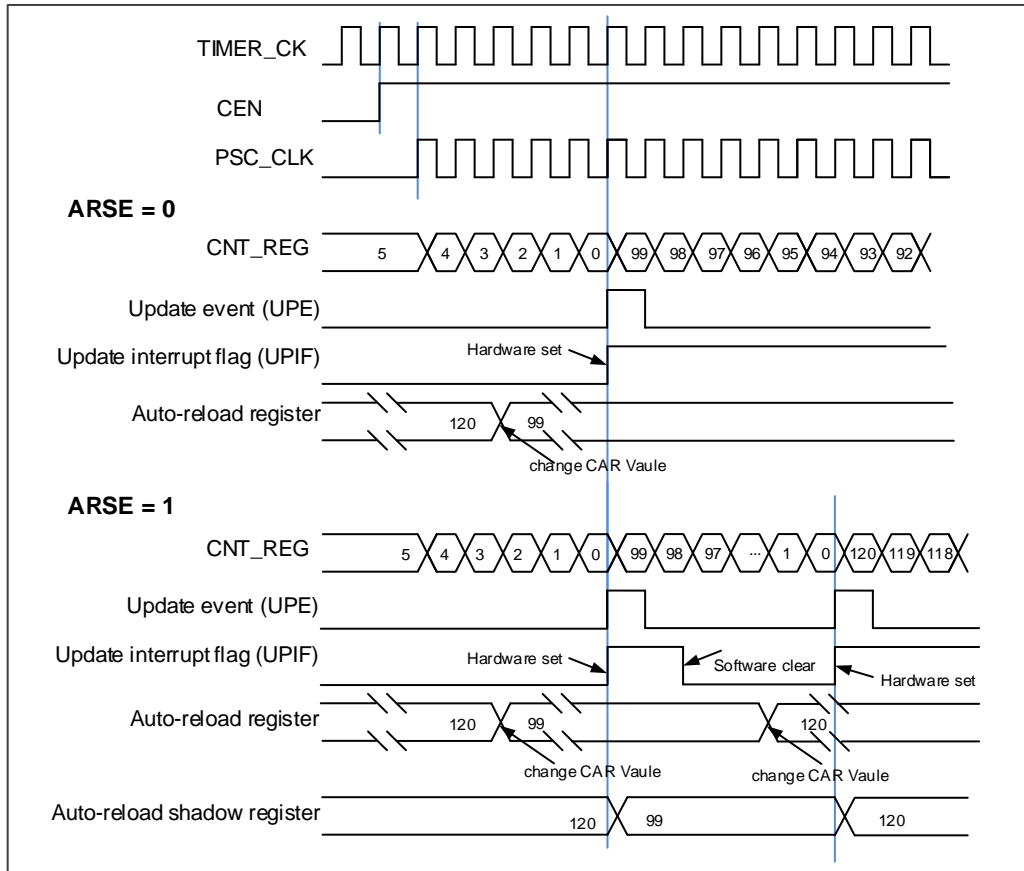 TIMER_CK
CEN
PSC_CLK
ARSE = 0
CNT_REG 5 4 3 2 1 0 99 98 97 96 95 94 93 92
Update event (UPE)
Update interrupt flag (UPIF) Hardware set
Auto-reload register 120 99
change CAR Vaule
ARSE = 1
CNT_REG 5 4 3 2 1 0 99 98 97 ... 1 0 120 119 118
Update event (UPE)
Update interrupt flag (UPIF) Hardware set Software clear Hardware set
Auto-reload register 120 99 120
change CAR Vaule change CAR Vaule
Auto-reload shadow register 120 99 120